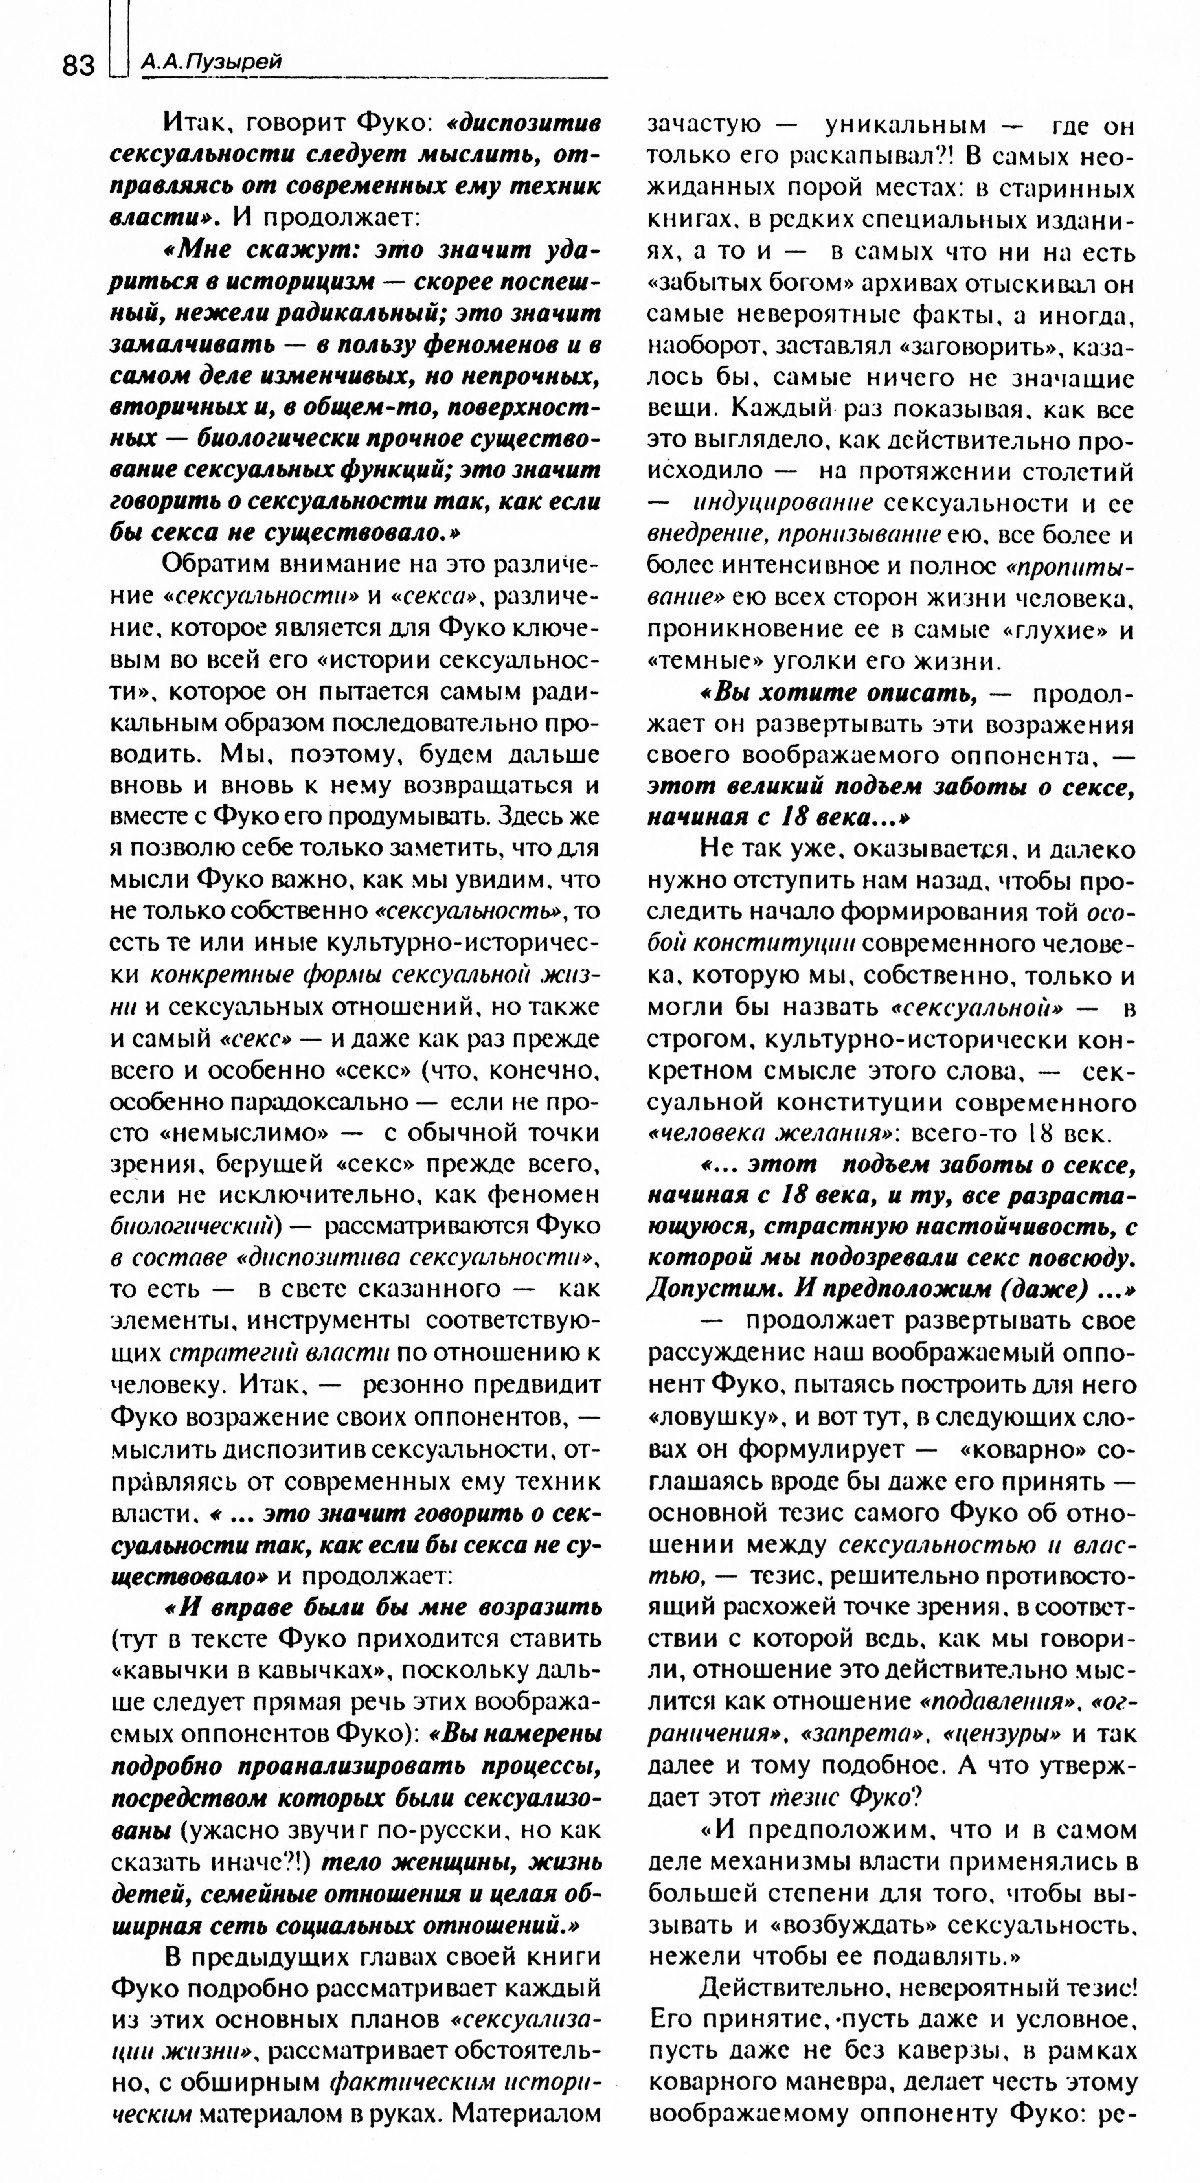 83
А.А.Пузырей
Итак, говорит Фуко: «диспозитив
сексуальности следует мыслить, от-
правляясь от современных ему техник
власти». И продолжает:
«Мне скажут: это значит уда-
риться в историцизм — скорее поспеш-
ный, нежели радикальный; это значит
замалчивать — в пользу феноменов и в
самом деле изменчивых, но непрочных,
вторичных и, в общем-то, поверхност-
ных — биологически прочное существо-
вание сексуальных функций; это значит
говорить о сексуальности так, как если
бы секса не существовало.»
Обратим внимание на это различе-
ние «сексуальности» и «секса», различе-
ние, которое является для Фуко ключе-
вым во всей его «истории сексуальнос-
ти», которое он пытается самым ради-
кальным образом последовательно про-
водить. Мы, поэтому, будем дальше
вновь и вновь к нему возвращаться и
вместе с Фуко его продумывать. Здесь же
я позволю себе только заметить, что для
мысли Фуко важно, как мы увидим, что
не только собственно «сексуальность», то
есть те или иные культурно-историчес-
ки конкретные формы сексуальной жиз-
ни и сексуальных отношений, но также
и самый «секс» — и даже как раз прежде
всего и особенно «секс» (что, конечно,
особенно парадоксально — если не про-
сто «немыслимо» — с обычной точки
зрения, берущей «секс» прежде всего,
если не исключительно, как феномен
биологический) — рассматриваются Фуко
в составе «диспозитива сексуальности»,
то есть — в свете сказанного — как
элементы, инструменты соответствую-
щих стратегий власти по отношению к
человеку. Итак, — резонно предвидит
Фуко возражение своих оппонентов, —
мыслить диспозитив сексуальности, от-
правляясь от современных ему техник
власти, « ... это значит говорить о сек-
суальности так, как если бы секса не су-
ществовало» и продолжает:
«И вправе были бы мне возразить
(тут в тексте Фуко приходится ставить
«кавычки в кавычках», поскольку даль-
ше следует прямая речь этих вообража-
емых оппонентов Фуко): «Вы намерены
подробно проанализировать процессы,
посредством которых были сексуализо-
ваны (ужасно звучит по-русски, но как
сказать иначе?!) тело женщины, жизнь
детей, семейные отношения и целая об-
ширная сеть социальных отношений.»
В предыдущих главах своей книги
Фуко подробно рассматривает каждый
из этих основных планов «сексуализа-
ции жизни», рассматривает обстоятель-
но, с обширным фактическим истори-
ческим материалом в руках. Материалом
зачастую — уникальным — где он
только его раскапывал?! В самых нео-
жиданных порой местах: в старинных
книгах, в редких специальных издани-
ях, а то и — в самых что ни на есть
«забытых богом» архивах отыскивал он
самые невероятные факты, а иногда,
наоборот, заставлял «заговорить», каза-
лось бы, самые ничего не значащие
вещи. Каждый раз показывая, как все
это выглядело, как действительно про-
исходило — на протяжении столетий
— индуцирование сексуальности и ее
внедрение, пронизывание ею, все более и
более интенсивное и полное «пропиты-
вание» ею всех сторон жизни человека,
проникновение ее в самые «глухие» и
«темные» уголки его жизни.
«Вы хотите описать, — продол-
жает он развертывать эти возражения
своего воображаемого оппонента, —
этот великий подъем заботы о сексе,
начиная с 18 века...»
Не так уже, оказывается, и далеко
нужно отступить нам назад, чтобы про-
следить начало формирования той осо-
бой конституции современного челове-
ка, которую мы, собственно, только и
могли бы назвать «сексуальной» — в
строгом, культурно-исторически кон-
кретном смысле этого слова, — сек-
суальной конституции современного
«человека желания»: всего-то 18 век.
«... этот подъем заботы о сексе,
начиная с 18 века, и ту, все разраста-
ющуюся, страстную настойчивость, с
которой мы подозревали секс повсюду.
Допустим. И предположим (даже) ...»
— продолжает развертывать свое
рассуждение наш воображаемый оппо-
нент Фуко, пытаясь построить для него
«ловушку», и вот тут, в следующих сло-
вах он формулирует — «коварно» со-
глашаясь вроде бы даже его принять —
основной тезис самого Фуко об отно-
шении между сексуальностью и влас-
тью, — тезис, решительно противосто-
ящий расхожей точке зрения, в соответ-
ствии с которой ведь, как мы говори-
ли, отношение это действительно мыс-
лится как отношение «подавления», «ог-
раничения», «запрета», «цензуры» и так
далее и тому подобное. А что утверж-
дает этот тезис Фуко?
«И предположим, что и в самом
деле механизмы власти применялись в
большей степени для того, чтобы вы-
зывать и «возбуждать» сексуальность,
нежели чтобы ее подавлять.»
Действительно, невероятный тезис!
Его принятие, пусть даже и условное,
пусть даже не без каверзы, в рамках
коварного маневра, делает честь этому
воображаемому оппоненту Фуко: ре-